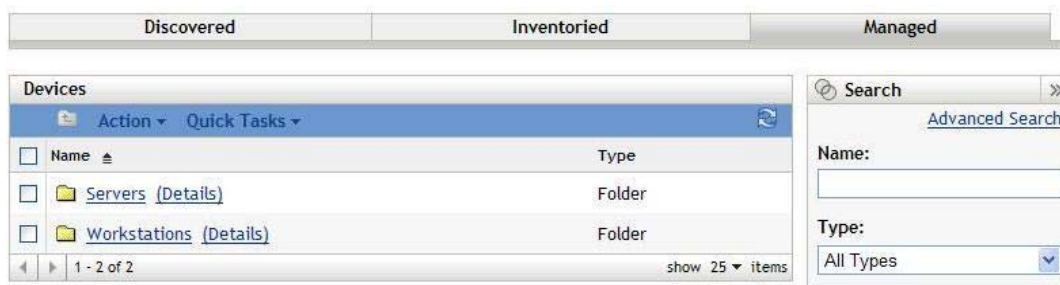 Discovered
Inventoried
Managed
Devices
Action Quick Tasks
Name Type
Servers (Details) Folder
Workstations (Details) Folder
1 - 2 of 2 show 25 items
Search »
Advanced Search
Name:
Type:
All Types